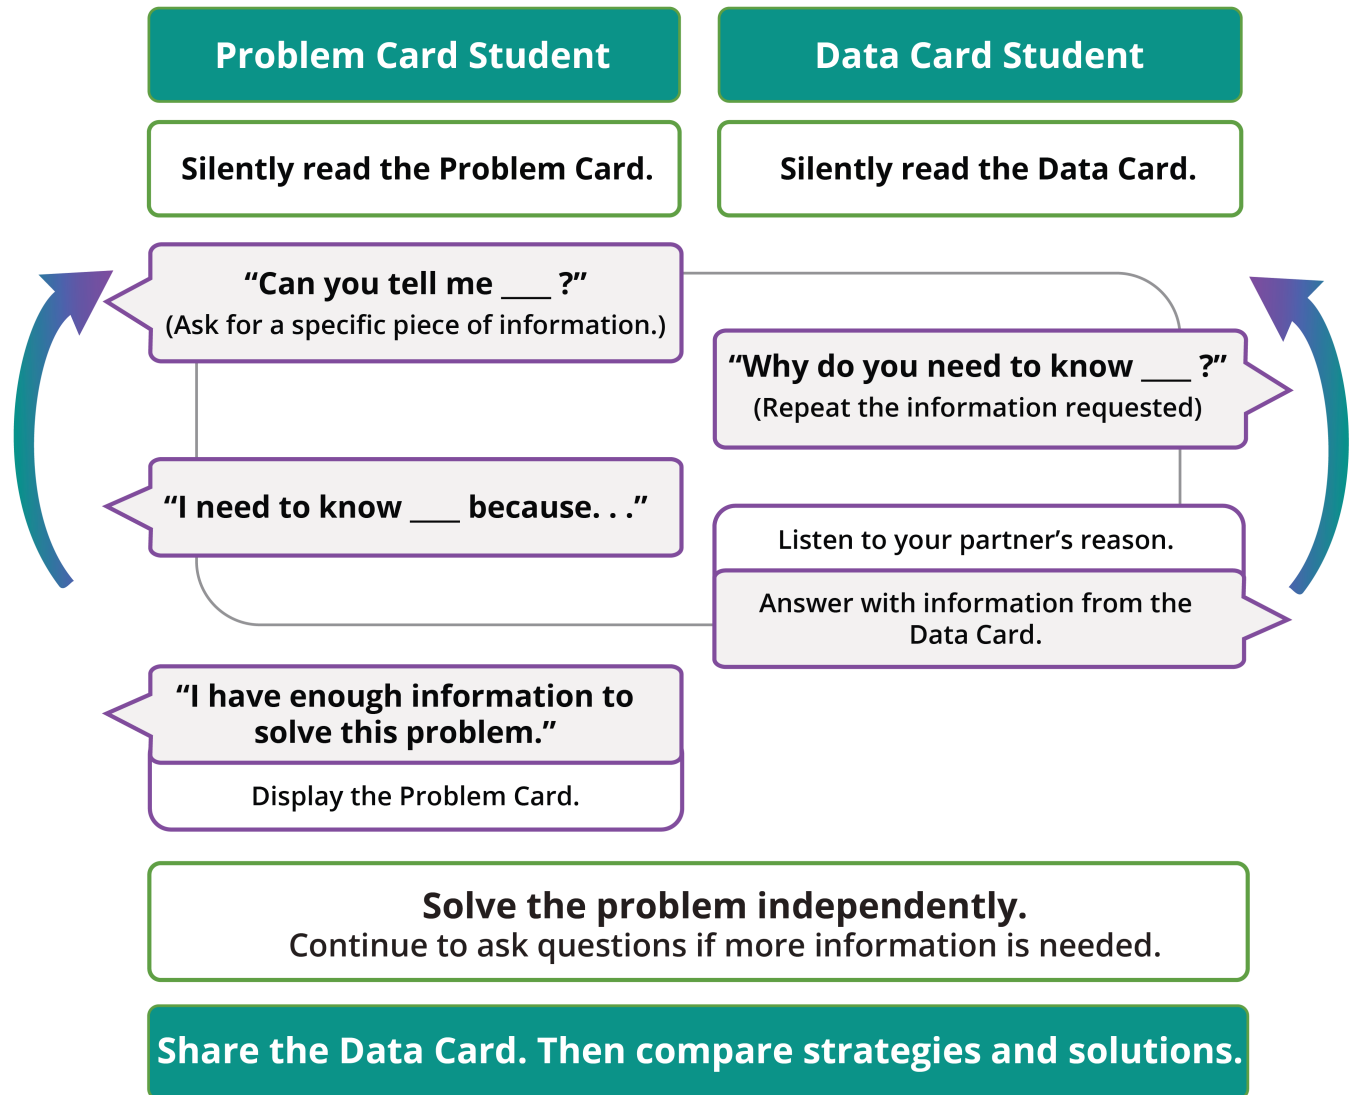 Problem Card Student
Data Card Student
Silently read the Problem Card.
Silently read the Data Card.
“Can you tell me ____ ?”
(Ask for a specific piece of information.)
“Why do you need to know ____ ?”
(Repeat the information requested)
“I need to know ____ because. . .”
Listen to your partner’s reason.
Answer with information from the
Data Card.
“I have enough information to
solve this problem.”
Display the Problem Card.
Solve the problem independently.
Continue to ask questions if more information is needed.
Share the Data Card. Then compare strategies and solutions.